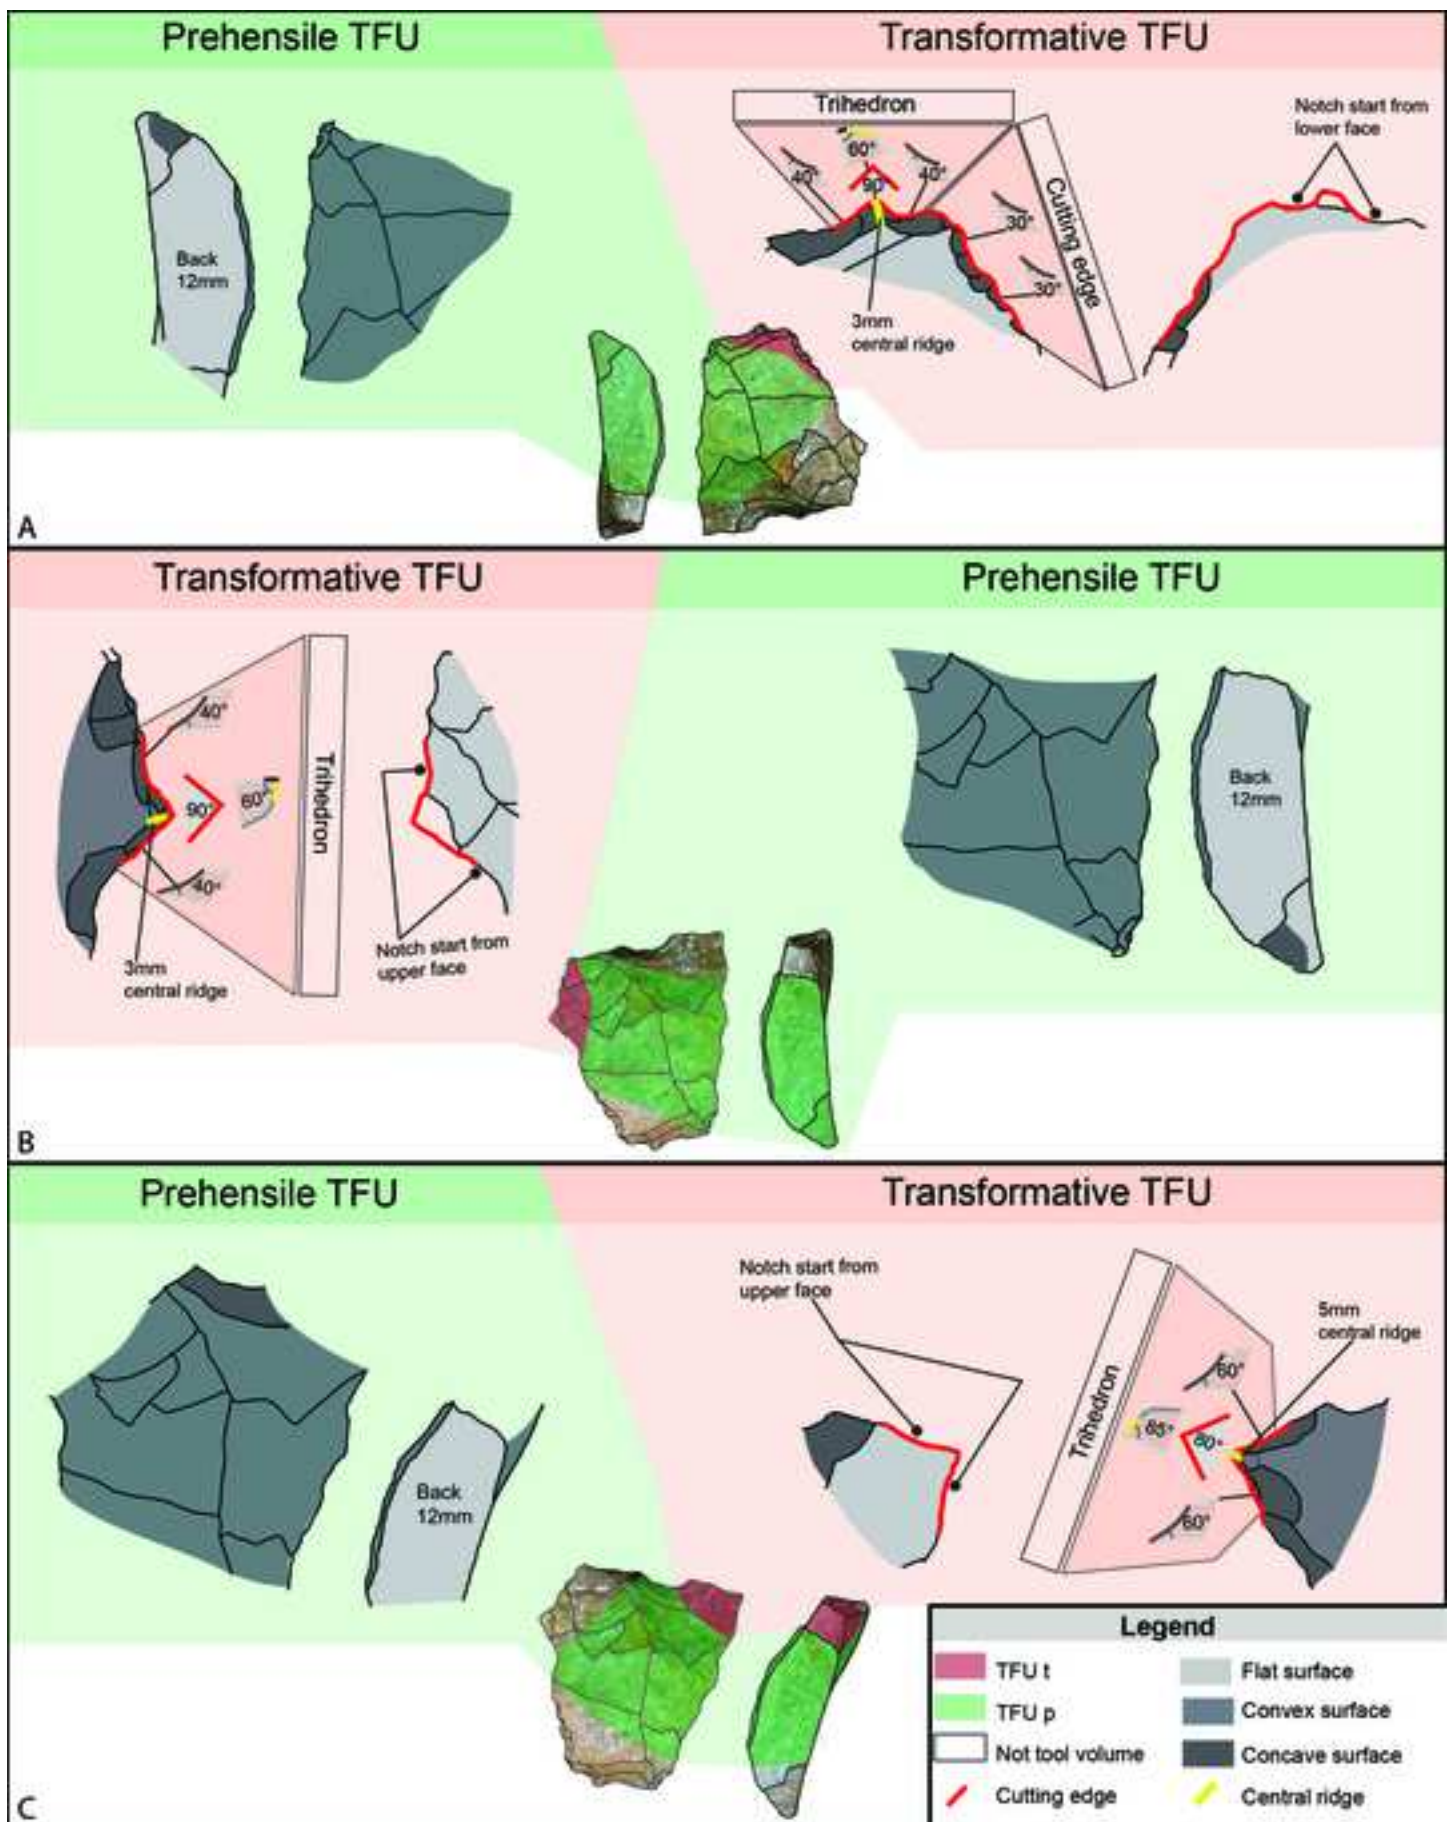 Prehensile TFU
Transformative TFU
Trihedron
Notch start from
lower face
60°
40°
40°
90°
Cutting edge
30°
30°
Back
12mm
3mm
central ridge
A
Transformative TFU
Prehensile TFU
40°
Trihedron
90°
60°
40°
Back
12mm
Notch start from
upper face
3mm
central ridge
B
Prehensile TFU
Transformative TFU
Notch start from
upper face
5mm
central ridge
Trihedron
60°
65°
80°
60°
Back
12mm
Legend
TFU t
Flat surface
TFU p
Convex surface
Not tool volume
Concave surface
Cutting edge
Central ridge
C